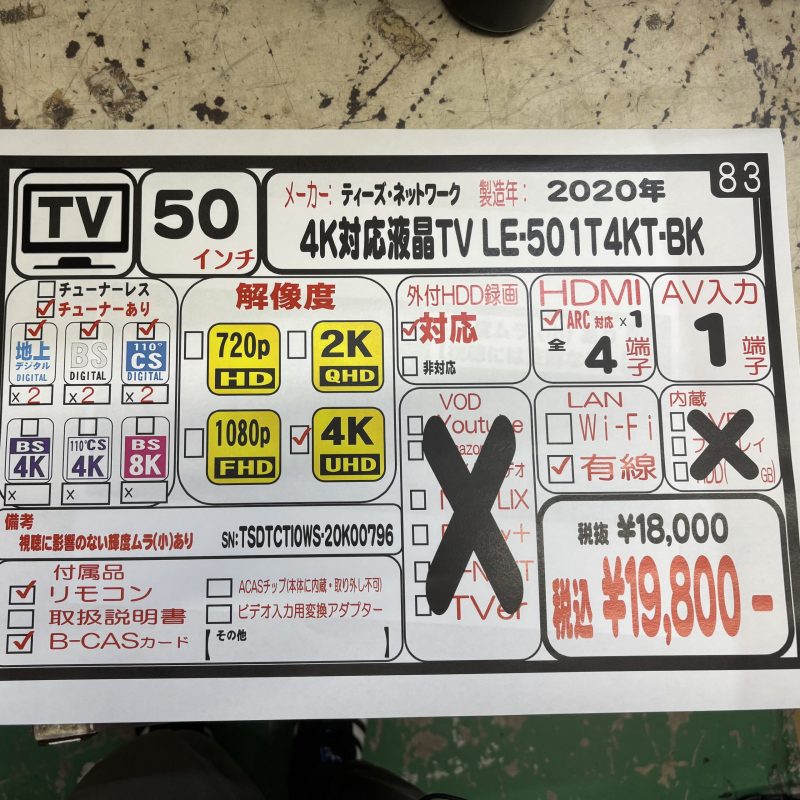 83
TV
50
インチ
メーカー: ティーズ・ネットワーク 製造年: 2020年
4K対応液晶TV LE-501T4KT-BK
チューナーレス
チューナーあり
地上
デジタル
DIGITAL
x 2
BS
DIGITAL
x 2
110°
CS
DIGITAL
x 2
BS
4K
x
110°CS
4K
x
BS
8K
x
解像度
720p
HD
2K
QHD
1080p
FHD
4K
UHD
外付HDD録画
対応
非対応
HDMI
ARC 対応 x 1
全 4 端子
AV入力
1 端子
VOD
Youtube
TVer
LAN
Wi-Fi
有線
内蔵
GB)
備考
視聴に影響のない輝度ムラ(小)あり
SN:TSDTCTI0WS-20K00796
付属品
リモコン
取扱説明書
B-CASカード
ACASチップ(本体に内蔵・取り外し不可)
ビデオ入力用変換アダプター
【その他
税抜 ¥18,000
税込 ¥19,800-